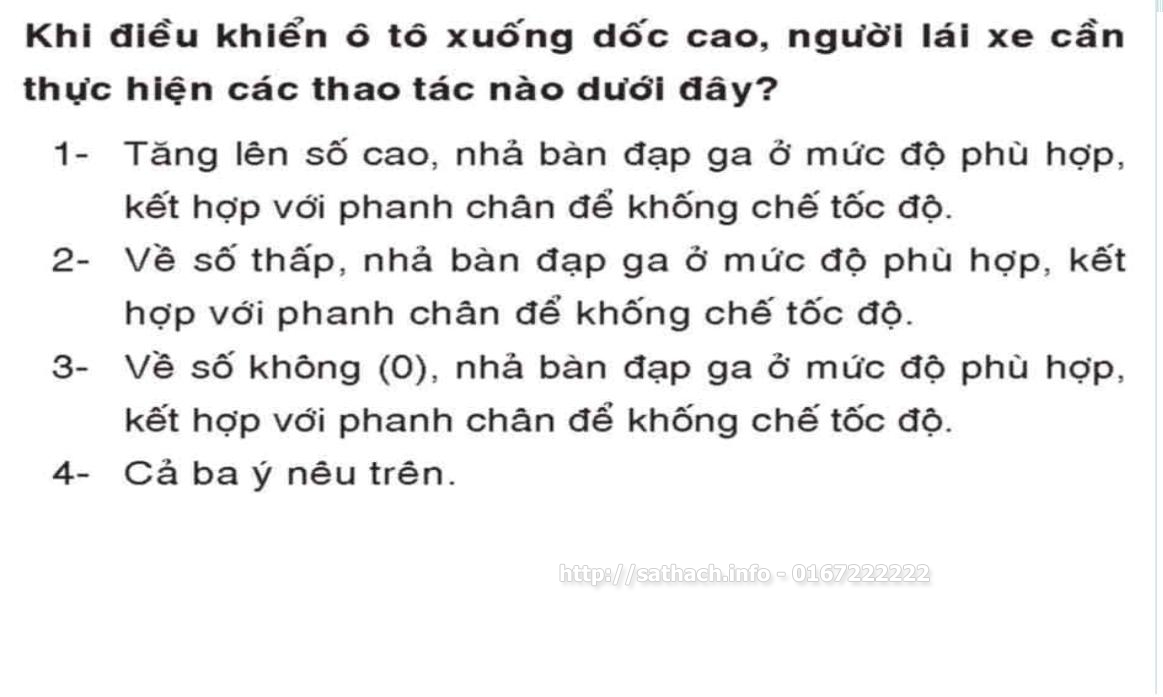 Khi điều khiển ô tô xuống dốc cao, người lái xe cần
thực hiện các thao tác nào dưới đây?
1- Tăng lên số cao, nhả bàn đạp ga ở mức độ phù hợp,
kết hợp với phanh chân để khống chế tốc độ.
2- Về số thấp, nhả bàn đạp ga ở mức độ phù hợp, kết
hợp với phanh chân để khống chế tốc độ.
3- Về số không (0), nhả bàn đạp ga ở mức độ phù hợp,
kết hợp với phanh chân để khống chế tốc độ.
4- Cả ba ý nêu trên.
http://sathach.info - 0167222222